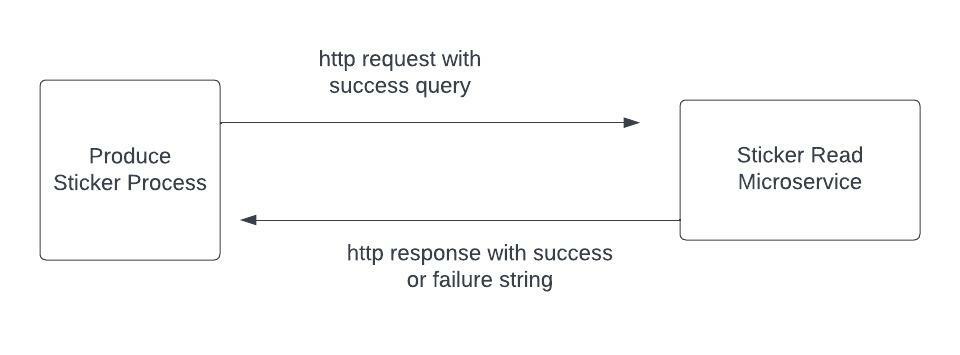 http request with
success query
Produce
Sticker Process
Sticker Read
Microservice
http response with success
or failure string